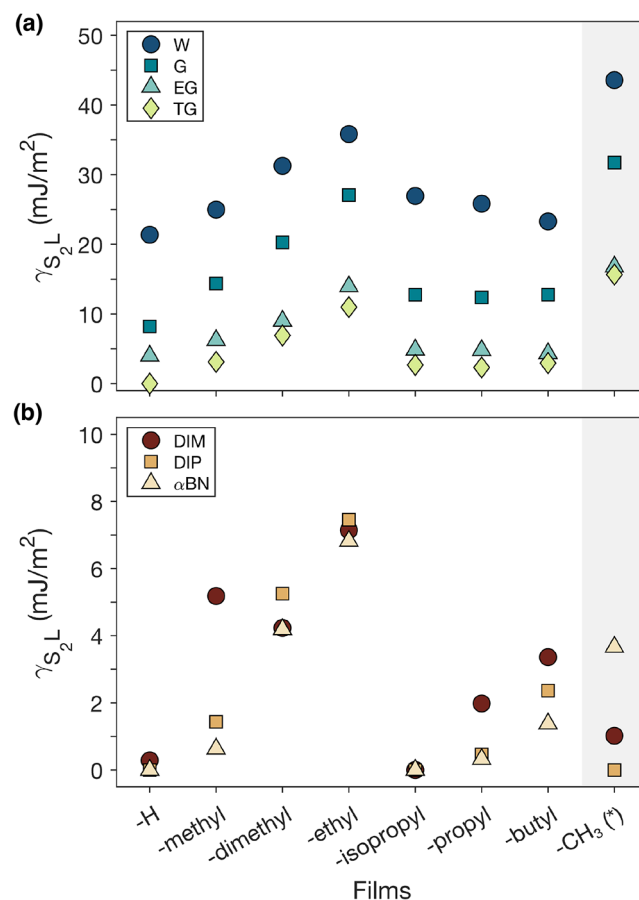 (a)
50
40
30
20
10
0
γS₂L (mJ/m²)
W
G
EG
TG
(b)
10
8
6
4
2
0
γS₂L (mJ/m²)
DIM
DIP
αBN
-H
-methyl
-dimethyl
-ethyl
-isopropyl
-propyl
-butyl
-CH₃ (*)
Films